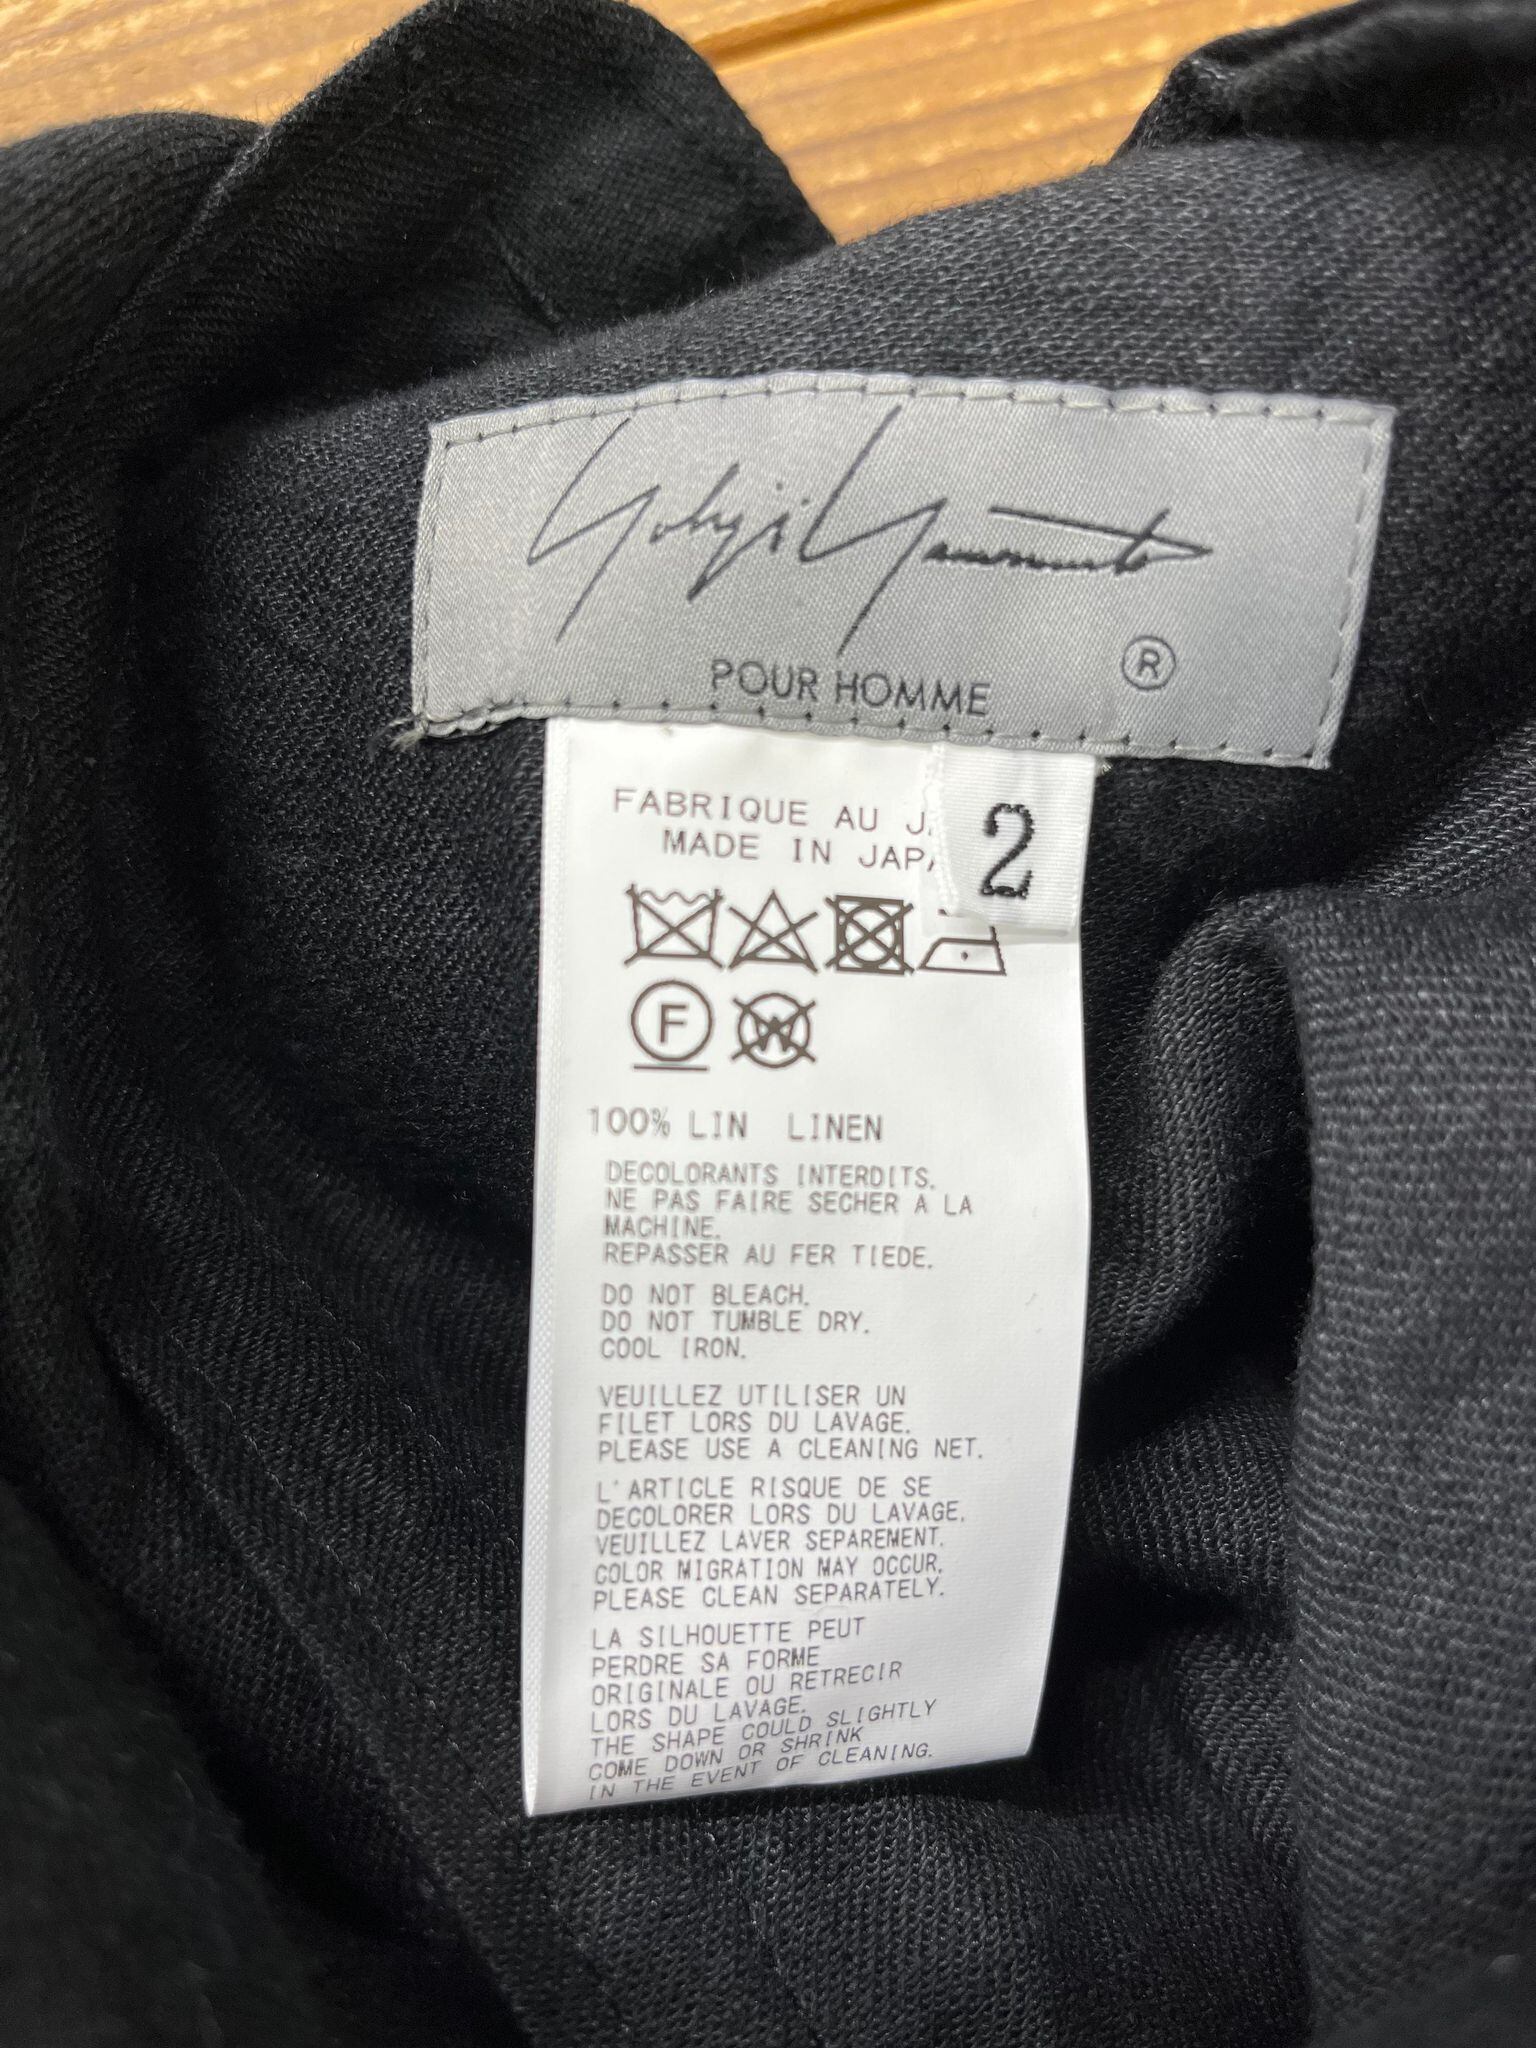 Yohji Yamamoto
POUR HOMME ®
FABRIQUE AU
MADE IN
2
F
W
100% LIN LINEN
DECOLORANTS INTERDITS.
NE PAS FAIRE SECHER A LA
MACHINE.
REPASSER AU FER TIEDE.
DO NOT BLEACH.
DO NOT TUMBLE DRY.
COOL IRON.
VEUILLEZ UTILISER UN
FILET LORS DU LAVAGE.
PLEASE USE A CLEANING NET.
L'ARTICLE RISQUE DE SE
DECOLORER LORS DU LAVAGE.
VEUILLEZ LAVER SEPAREMENT.
COLOR MIGRATION MAY OCCUR.
PLEASE CLEAN SEPARATELY.
LA SILHOUETTE PEUT
PERDRE SA FORME
ORIGINALE OU RETRECIR
LORS DU LAVAGE.
THE SHAPE COULD SLIGHTLY
COME DOWN OR SHRINK
IN THE EVENT OF CLEANING.